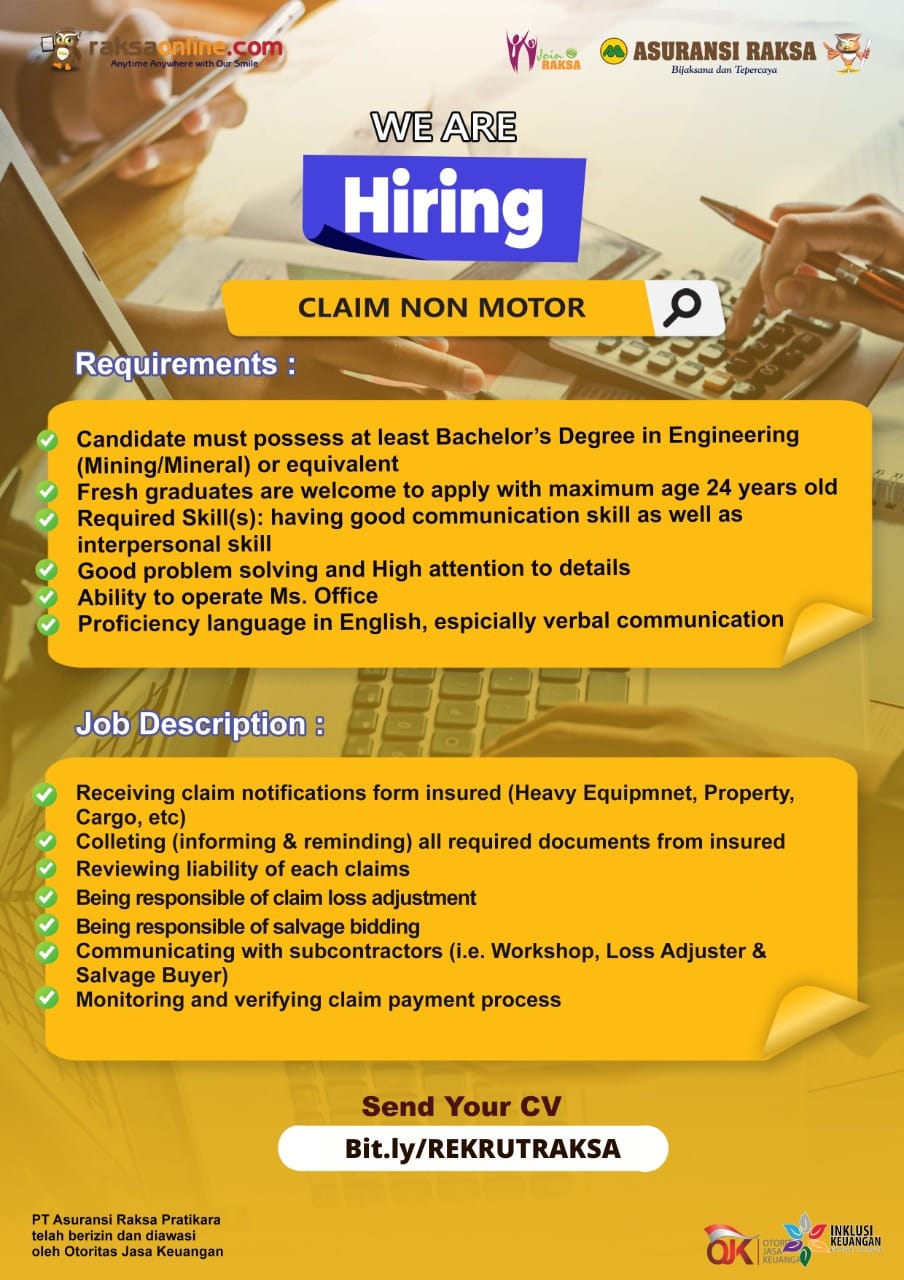 raksaonline.com
Anytime Anywhere with Our Smile
Join
RAKSA
ASURANSI RAKSA
Bijaksana dan Tepercaya
WE ARE
Hiring
CLAIM NON MOTOR
Requirements :
Candidate must possess at least Bachelor's Degree in Engineering
(Mining/Mineral) or equivalent
Fresh graduates are welcome to apply with maximum age 24 years old
Required Skill(s): having good communication skill as well as
interpersonal skill
Good problem solving and High attention to details
Ability to operate Ms. Office
Proficiency language in English, espicially verbal communication
Job Description :
Receiving claim notifications form insured (Heavy Equipmnet, Property,
Cargo, etc)
Colleting (informing & reminding) all required documents from insured
Reviewing liability of each claims
Being responsible of claim loss adjustment
Being responsible of salvage bidding
Communicating with subcontractors (i.e. Workshop, Loss Adjuster &
Salvage Buyer)
Monitoring and verifying claim payment process
Send Your CV
Bit.ly/REKRUTRAKSA
PT Asuransi Raksa Pratikara
telah berizin dan diawasi
oleh Otoritas Jasa Keuangan
OJK
JASA
INKLUSI
KEUANGAN